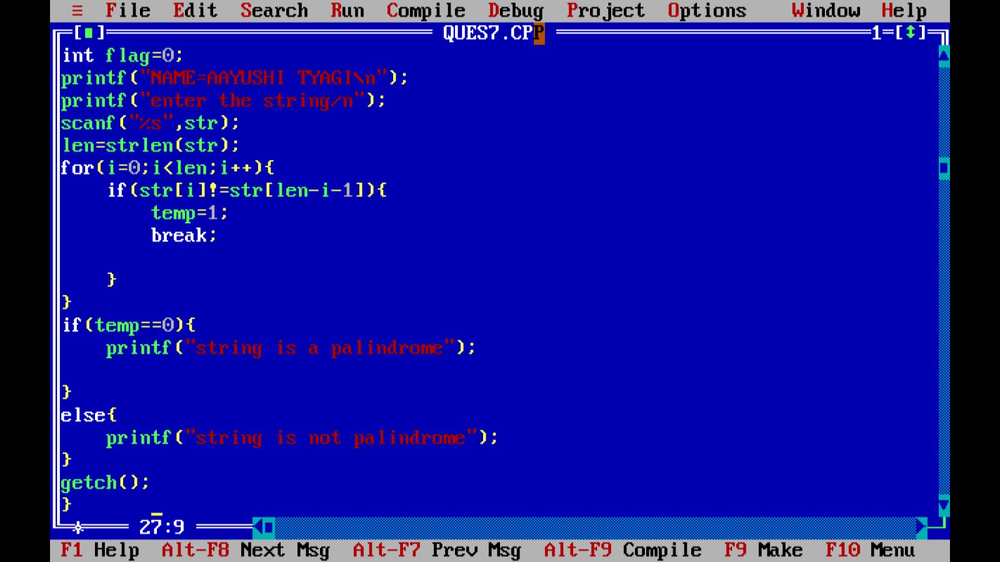 ≡ File Edit Search Run Compile Debug Project Options Window Help
[■] QUES7.CPP 1=[↕]
int flag=0;
printf("NAME=AAYUSHI TYAGI\n");
printf("enter the string/n");
scanf("%s",str);
len=strlen(str);
for(i=0;i<len;i++){
if(str[i]!=str[len-i-1]){
temp=1;
break;
}
}
if(temp==0){
printf("string is a palindrome");
}
else{
printf("string is not palindrome");
}
getch();
}
27:9
F1 Help Alt-F8 Next Msg Alt-F7 Prev Msg Alt-F9 Compile F9 Make F10 Menu